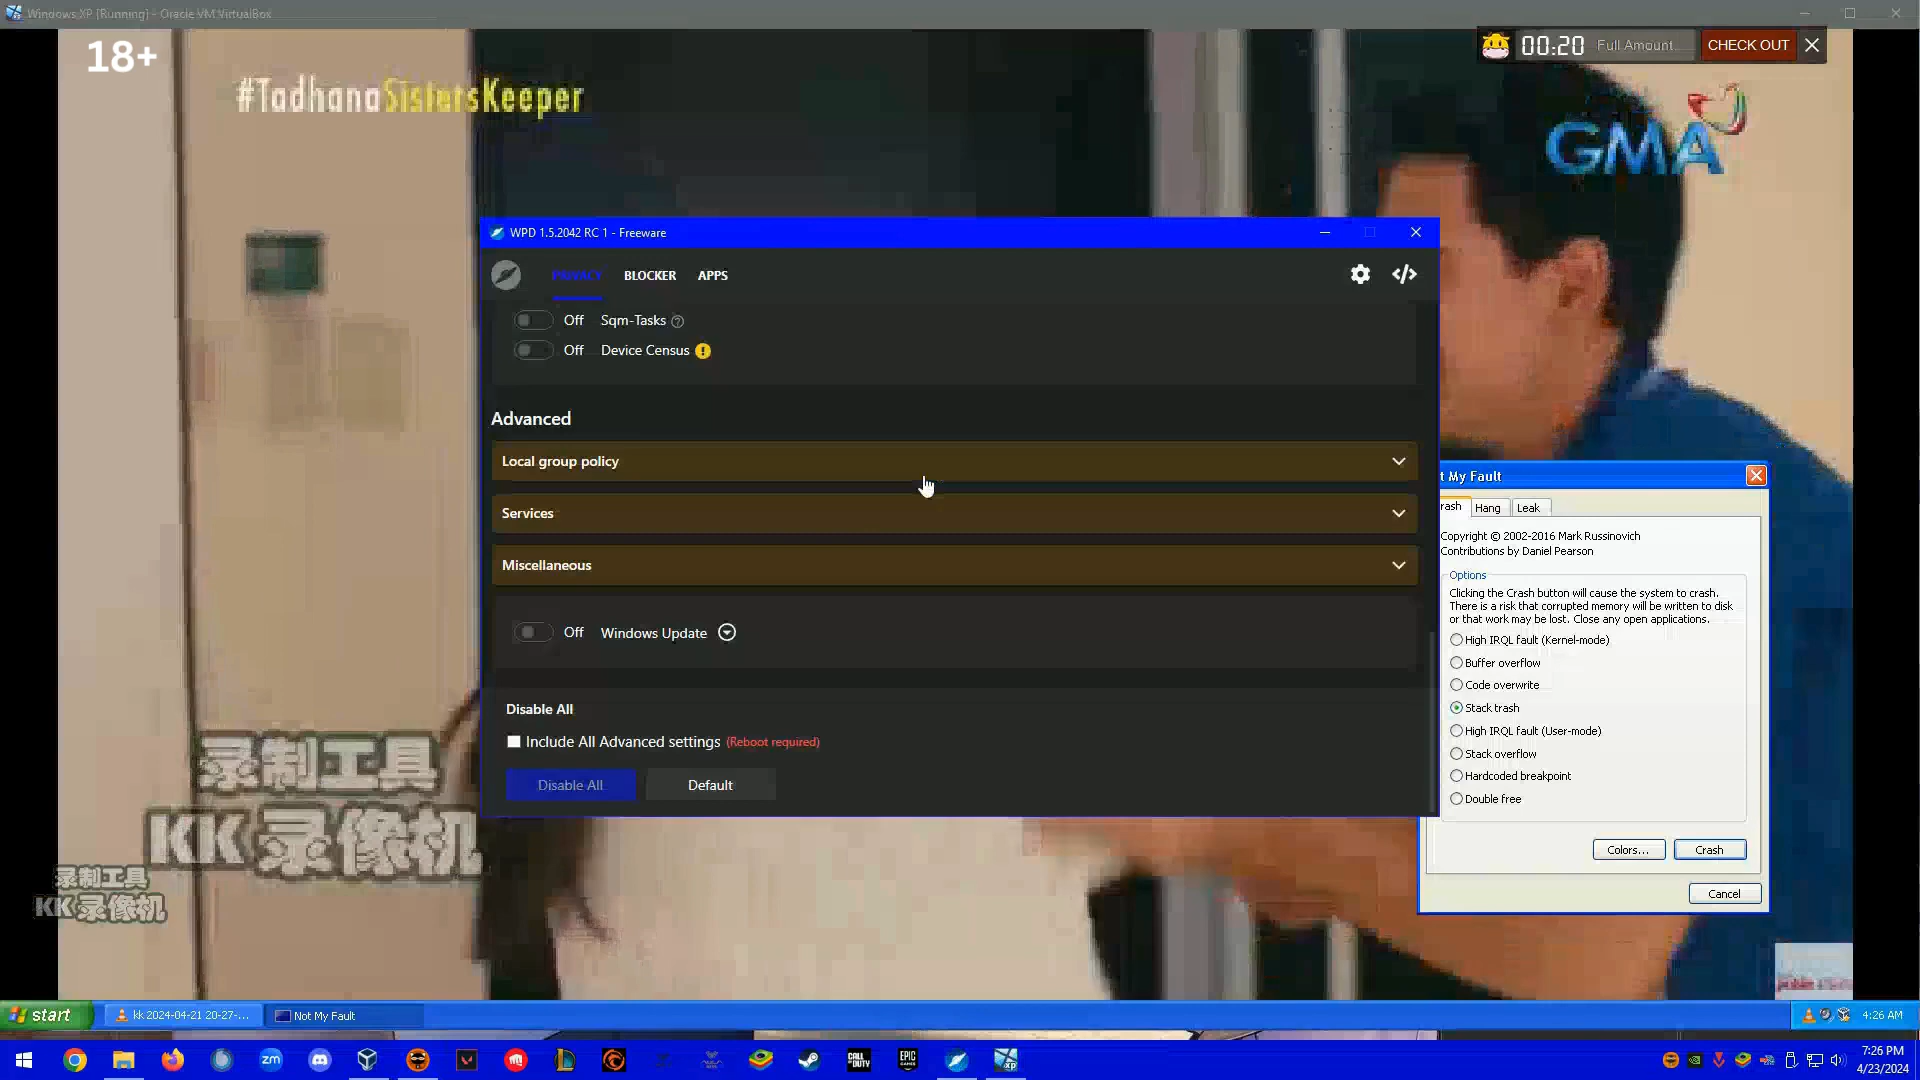 Windows XP [Running] - Oracle VM VirtualBox
18+
#TadhanaSistersKeeper
00:20
Full Amount...
CHECK OUT
GMA
WPD 1.5.2042 RC 1 - Freeware
PRIVACY
BLOCKER
APPS
Off Sqm-Tasks
Off Device Census
Advanced
Local group policy
Services
Miscellaneous
Off Windows Update
Disable All
Include All Advanced settings (Reboot required)
Disable All
Default
t My Fault
rash
Hang
Leak
Copyright © 2002-2016 Mark Russinovich
Contributions by Daniel Pearson
Options
Clicking the Crash button will cause the system to crash.
There is a risk that corrupted memory will be written to disk
or that work may be lost. Close any open applications.
High IRQL fault (Kernel-mode)
Buffer overflow
Code overwrite
Stack trash
High IRQL fault (User-mode)
Stack overflow
Hardcoded breakpoint
Double free
Colors...
Crash
Cancel
录制工具
KK 录像机
录制工具
KK 录像机
start
kk 2024-04-21 20-27-...
Not My Fault
4:26 AM
zm
CALL OF DUTY
EPIC GAMES
xp
7:26 PM
4/23/2024